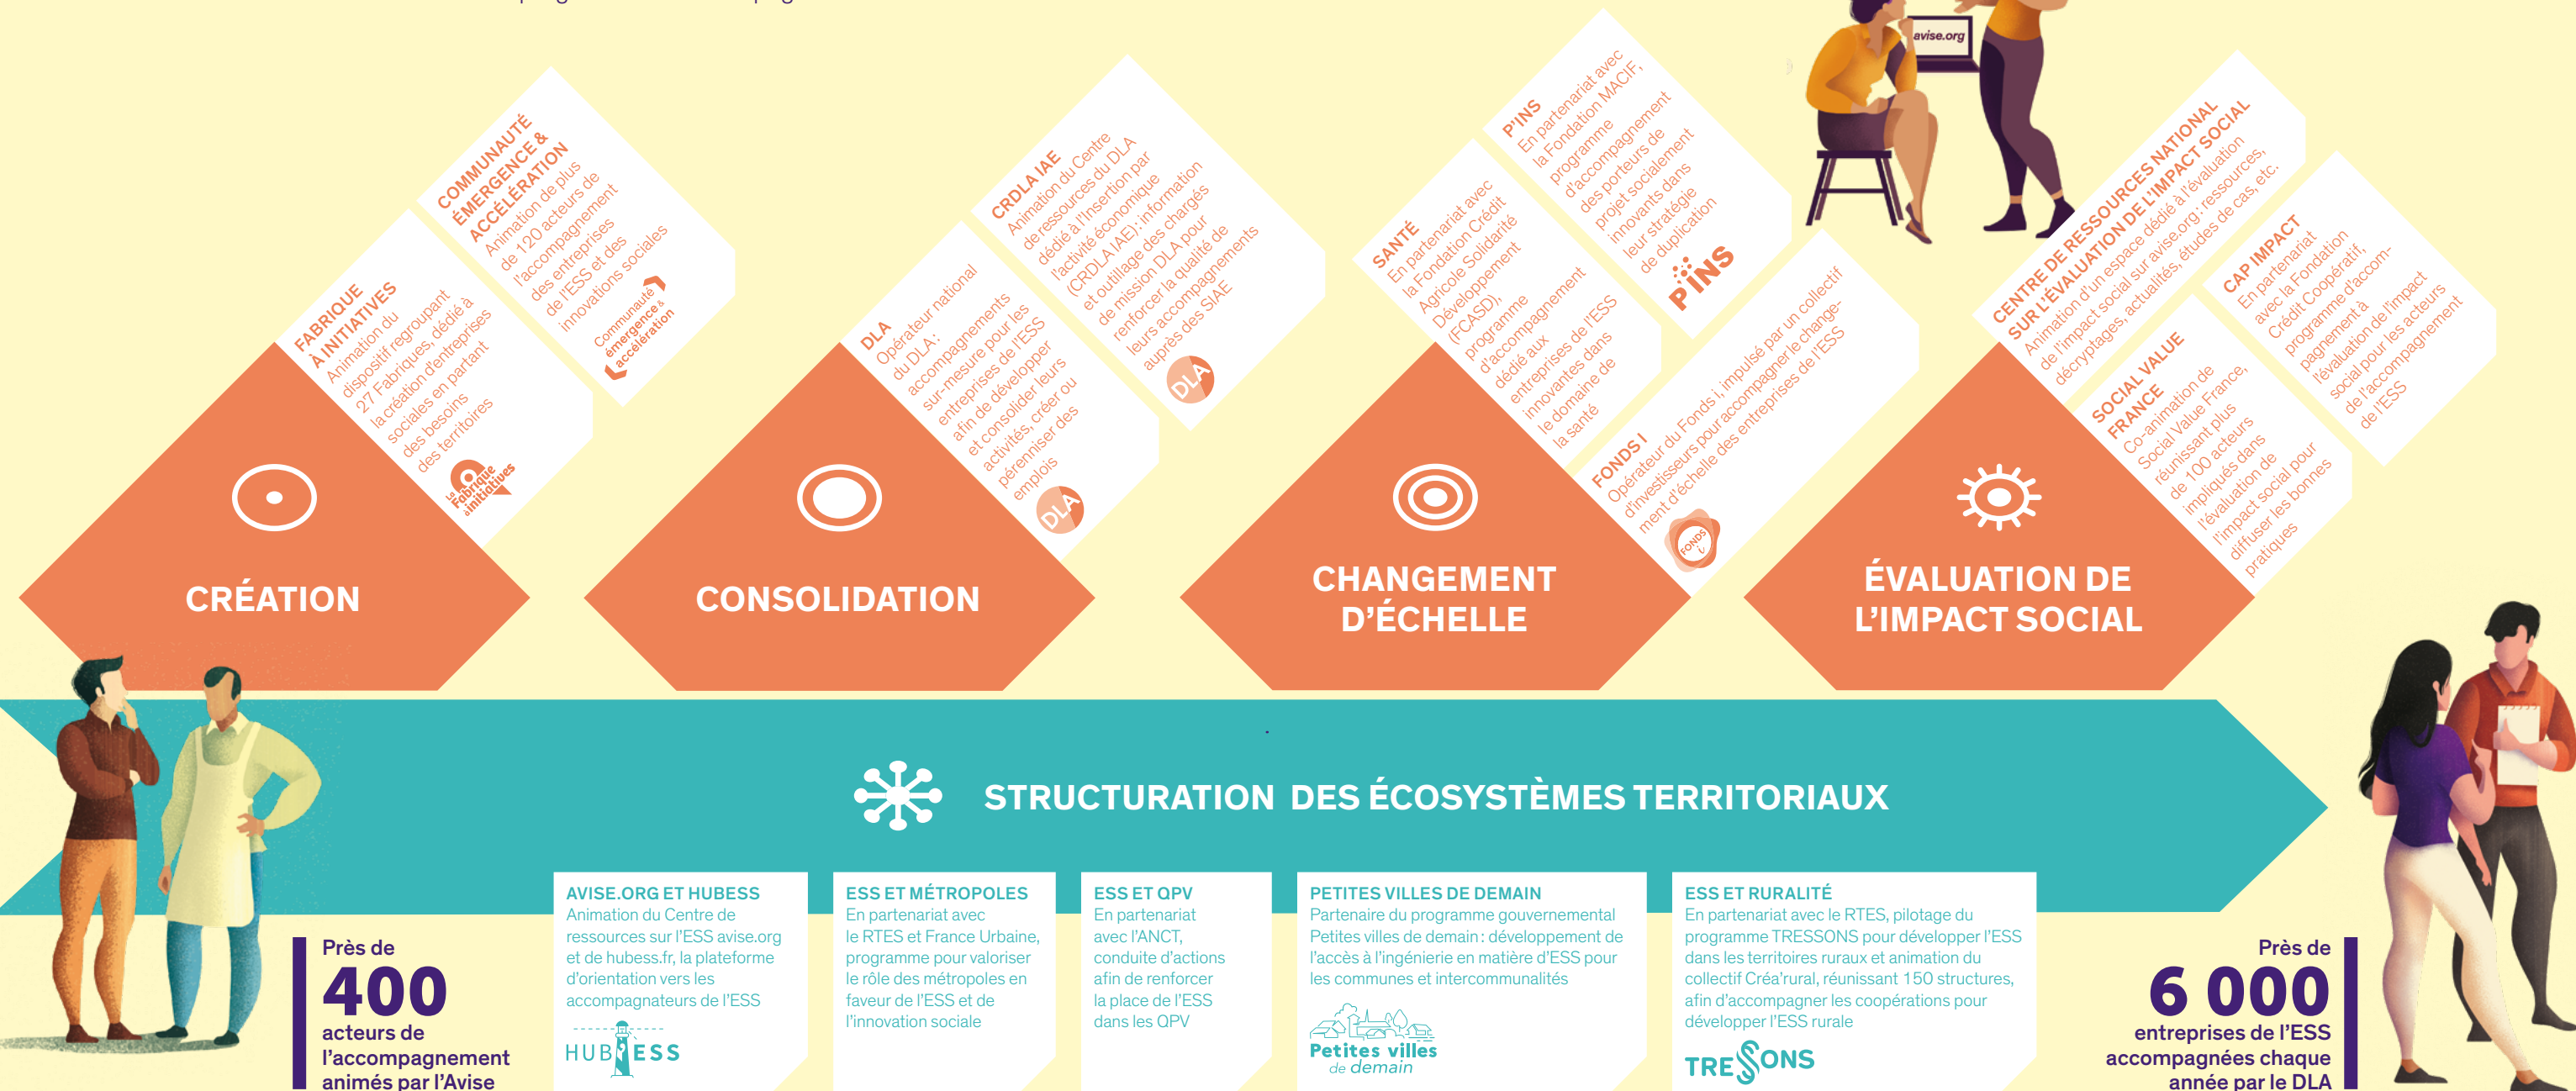 avise.org
FABRIQUE
À INITIATIVES
Animation du
dispositif regroupant
27 Fabriques, dédié à
la création d'entreprises
sociales en partant
des besoins
des territoires
La
Fabrique
à initiatives
COMMUNAUTÉ
ÉMERGENCE &
ACCÉLÉRATION
Animation de plus
de 120 acteurs de
l'accompagnement
des entreprises
de l'ESS et des
innovations sociales
Communauté
émergence &
accélération
CRÉATION
DLA
Opérateur national
du DLA :
accompagnements
sur-mesure pour les
entreprises de l'ESS
afin de développer
et consolider leurs
activités, créer ou
pérenniser des
emplois
DLA
CRDLA IAE
Animation du Centre
de ressources du DLA
dédié à l'Insertion par
l'activité économique
(CRDLA IAE) : information
et outillage des chargés
de mission DLA pour
renforcer la qualité de
leurs accompagnements
auprès des SIAE
DLA
CONSOLIDATION
SANTÉ
En partenariat avec
la Fondation Crédit
Agricole Solidarité
Développement
(FCASD),
programme
d'accompagnement
dédié aux
entreprises de l'ESS
innovantes dans
le domaine de
la santé
P'INS
En partenariat avec
la Fondation MACIF,
programme
d'accompagnement
des porteurs de
projet socialement
innovants dans
leur stratégie
de duplication
P'INS
FONDS I
Opérateur du Fonds i, impulsé par un collectif
d'investisseurs pour accompagner le change-
ment d'échelle des entreprises de l'ESS
FONDS
i
CHANGEMENT
D'ÉCHELLE
CENTRE DE RESSOURCES NATIONAL
SUR L'ÉVALUATION DE L'IMPACT SOCIAL
Animation d'un espace dédié à l'évaluation
de l'impact social sur avise.org : ressources,
décryptages, actualités, études de cas, etc.
SOCIAL VALUE
FRANCE
Co-animation de
Social Value France,
réunissant plus
de 100 acteurs
impliqués dans
l'évaluation de
l'impact social pour
diffuser les bonnes
pratiques
CAP IMPACT
En partenariat
avec la Fondation
Crédit Coopératif,
programme d'accom-
pagnement à
l'évaluation de l'impact
social pour les acteurs
de l'accompagnement
de l'ESS
ÉVALUATION DE
L'IMPACT SOCIAL
STRUCTURATION DES ÉCOSYSTÈMES TERRITORIAUX
Près de
400
acteurs de
l'accompagnement
animés par l'Avise
AVISE.ORG ET HUBESS
Animation du Centre de
ressources sur l'ESS avise.org
et de hubess.fr, la plateforme
d'orientation vers les
accompagnateurs de l'ESS
HUB ESS
ESS ET MÉTROPOLES
En partenariat avec
le RTES et France Urbaine,
programme pour valoriser
le rôle des métropoles en
faveur de l'ESS et de
l'innovation sociale
ESS ET QPV
En partenariat
avec l'ANCT,
conduite d'actions
afin de renforcer
la place de l'ESS
dans les QPV
PETITES VILLES DE DEMAIN
Partenaire du programme gouvernemental
Petites villes de demain : développement de
l'accès à l'ingénierie en matière d'ESS pour
les communes et intercommunalités
Petites villes
de demain
ESS ET RURALITÉ
En partenariat avec le RTES, pilotage du
programme TRESSONS pour développer l'ESS
dans les territoires ruraux et animation du
collectif Créa'rural, réunissant 150 structures,
afin d'accompagner les coopérations pour
développer l'ESS rurale
TRESSONS
Près de
6 000
entreprises de l'ESS
accompagnées chaque
année par le DLA